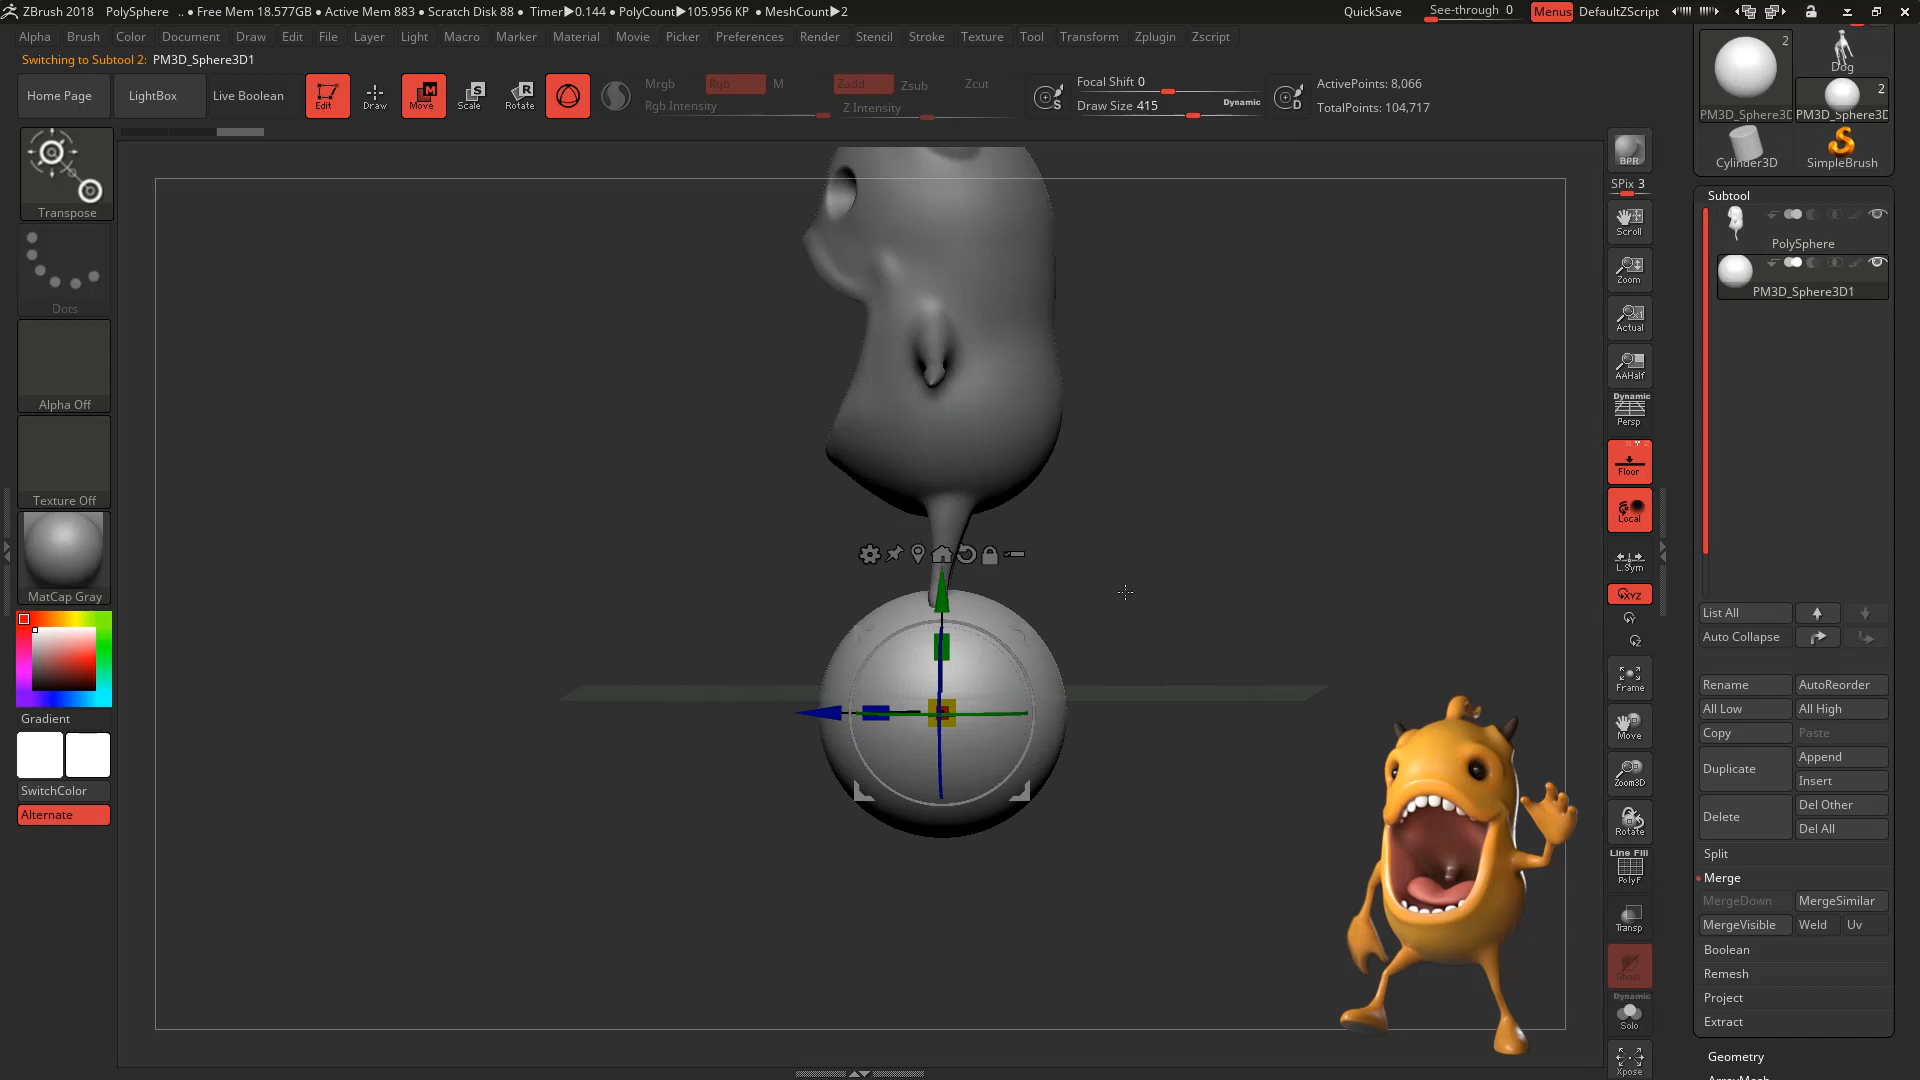 ZBrush 2018 PolySphere .. ● Free Mem 18.577GB ● Active Mem 883 ● Scratch Disk 88 ● Timer▶0.144 ● PolyCount▶105.956 KP ● MeshCount▶2 QuickSave See-through 0 Menus DefaultZScript
Alpha Brush Color Document Draw Edit File Layer Light Macro Marker Material Movie Picker Preferences Render Stencil Stroke Texture Tool Transform Zplugin Zscript
Switching to Subtool 2: PM3D_Sphere3D1
Home Page LightBox Live Boolean Edit Draw Move Scale Rotate
Mrgb Rgb M Zadd Zsub Zcut
Rgb Intensity Z Intensity
Focal Shift 0
Draw Size 415 Dynamic
ActivePoints: 8,066
TotalPoints: 104,717
Transpose
Dots
Alpha Off
Texture Off
MatCap Gray
Gradient
SwitchColor
Alternate
BPR
SPix 3
Scroll
Zoom
Actual
AAHalf
Dynamic
Persp
Floor
Local
L.Sym
XYZ
Frame
Move
Zoom3D
Rotate
Line Fill
PolyF
Transp
Ghost
Dynamic
Solo
Xpose
2
Dog
2
PM3D_Sphere3D PM3D_Sphere3D
Cylinder3D SimpleBrush
Subtool
PolySphere
PM3D_Sphere3D1
List All
Auto Collapse
Rename AutoReorder
All Low All High
Copy Paste
Duplicate Append
Insert
Delete Del Other
Del All
Split
Merge
MergeDown MergeSimilar
MergeVisible Weld Uv
Boolean
Remesh
Project
Extract
Geometry
ArrayMesh